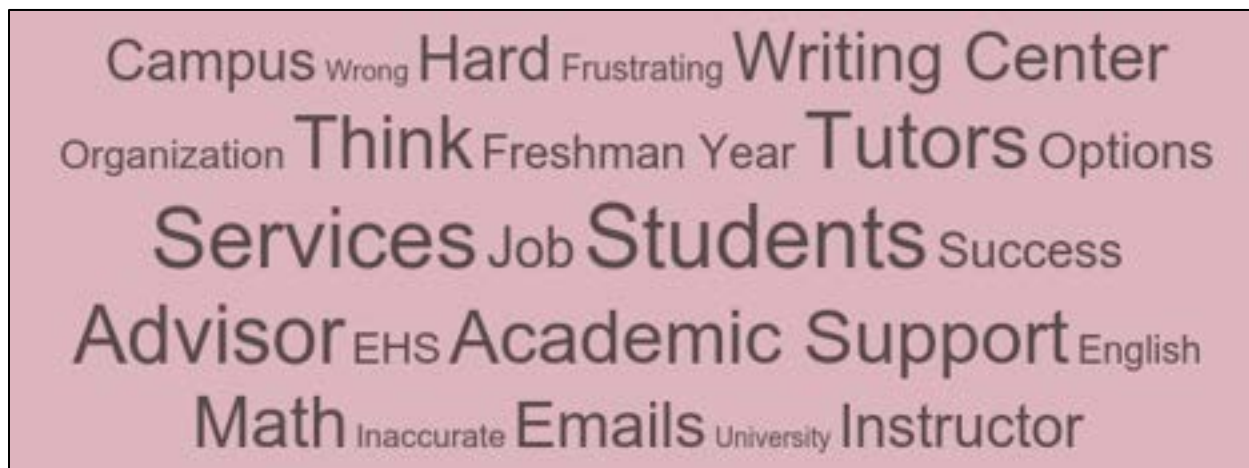 Campus Wrong Hard Frustrating Writing Center
Organization Think Freshman Year Tutors Options
Services Job Students Success
Advisor EHS Academic Support English
Math Inaccurate Emails University Instructor